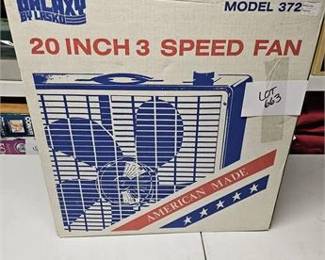 GALAXY
BY LASKO
MODEL 372
20 INCH 3 SPEED FAN
LOT
663
AMERICAN MADE